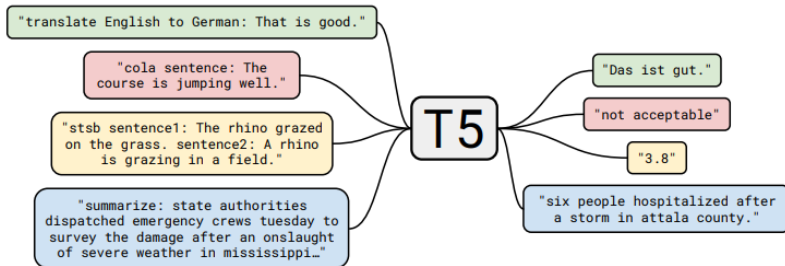 "translate English to German: That is good."
"cola sentence: The
course is jumping well."
"stsb sentence1: The rhino grazed
on the grass. sentence2: A rhino
is grazing in a field."
"summarize: state authorities
dispatched emergency crews tuesday to
survey the damage after an onslaught
of severe weather in mississippi…"
T5
"Das ist gut."
"not acceptable"
"3.8"
"six people hospitalized after
a storm in attala county."